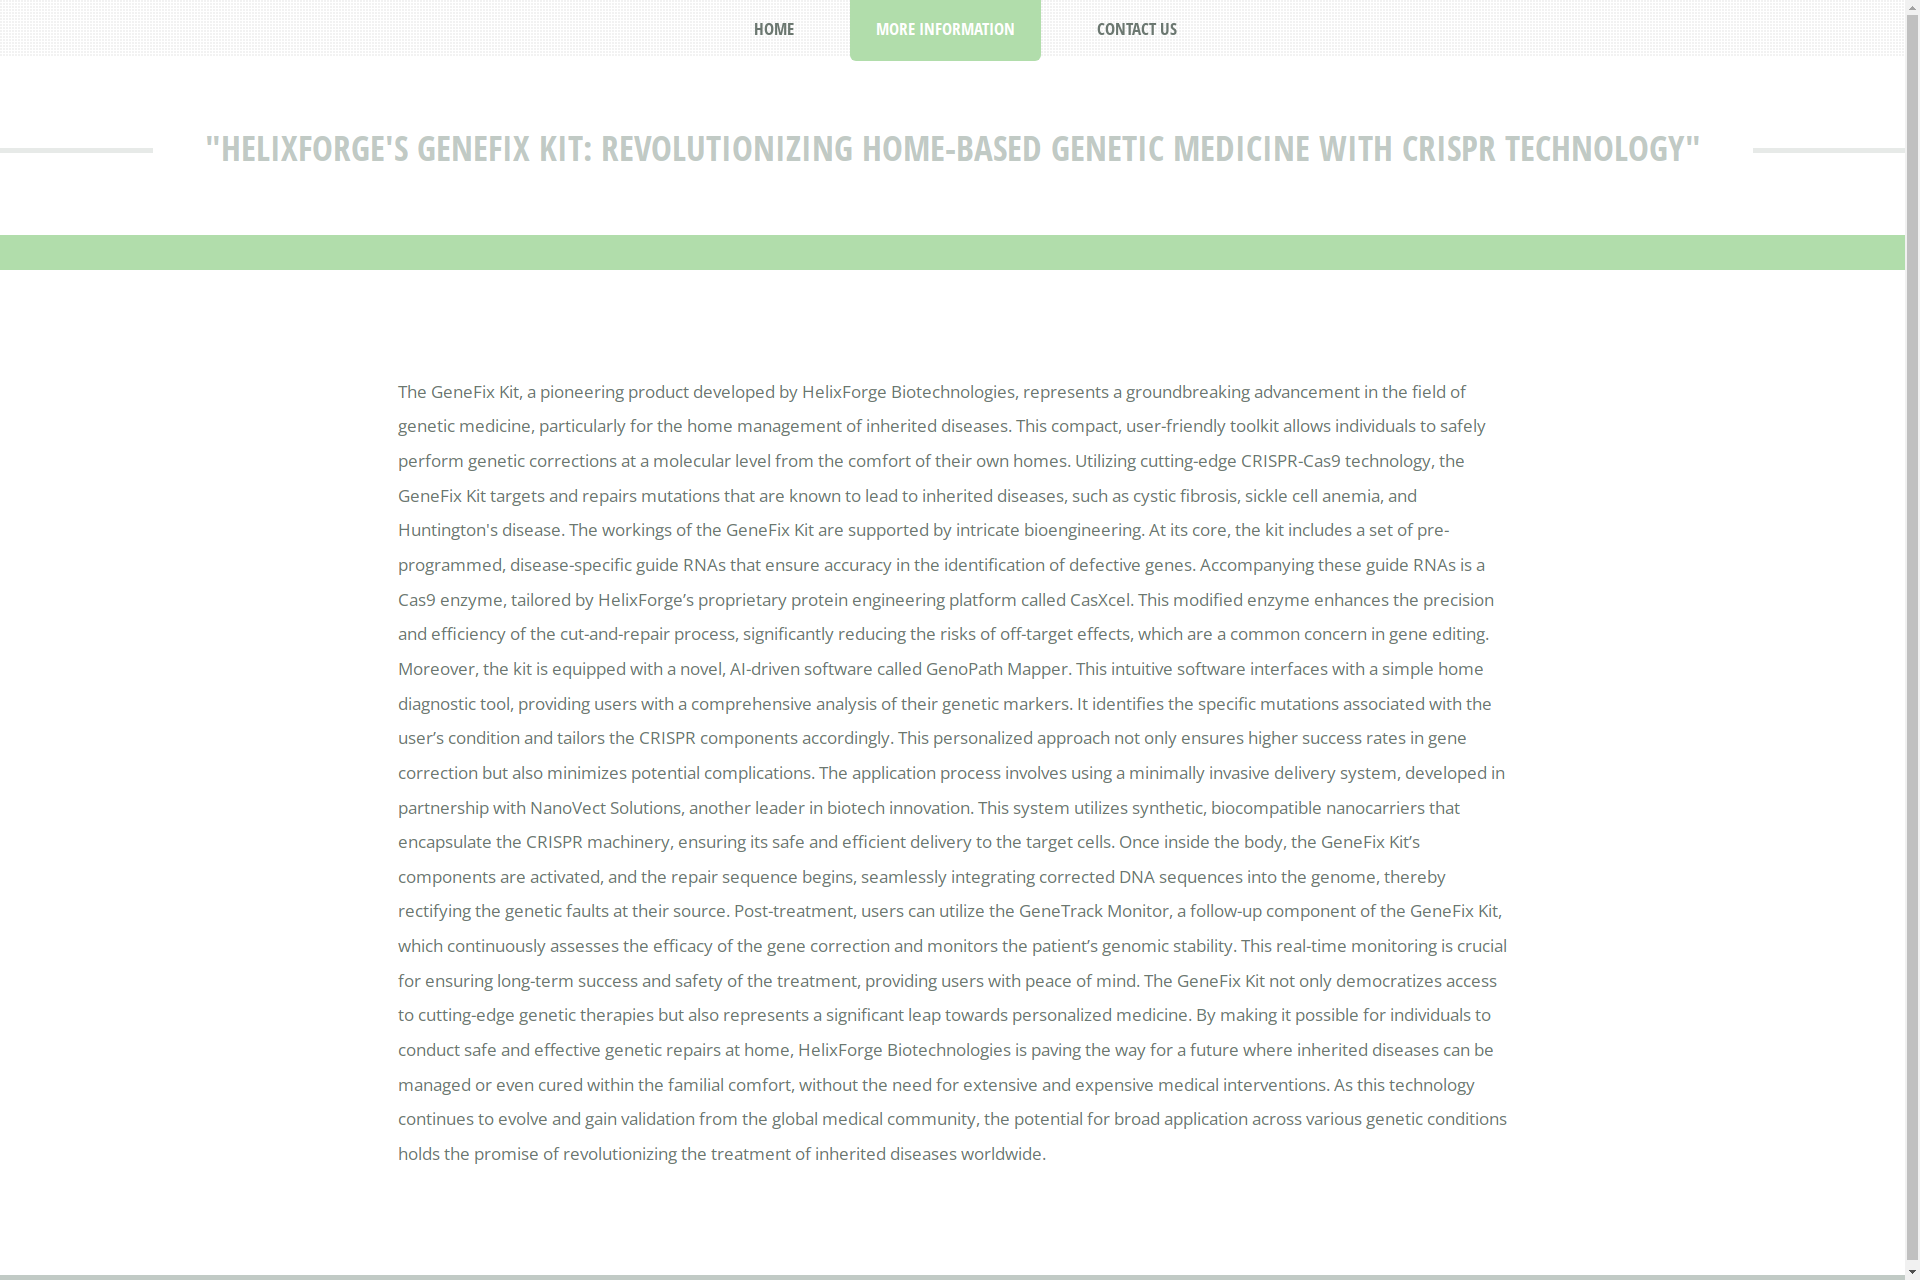 HOME
MORE INFORMATION
CONTACT US
"HELIXFORGE'S GENEFIX KIT: REVOLUTIONIZING HOME-BASED GENETIC MEDICINE WITH CRISPR TECHNOLOGY"
The GeneFix Kit, a pioneering product developed by HelixForge Biotechnologies, represents a groundbreaking advancement in the field of
genetic medicine, particularly for the home management of inherited diseases. This compact, user-friendly toolkit allows individuals to safely
perform genetic corrections at a molecular level from the comfort of their own homes. Utilizing cutting-edge CRISPR-Cas9 technology, the
GeneFix Kit targets and repairs mutations that are known to lead to inherited diseases, such as cystic fibrosis, sickle cell anemia, and
Huntington's disease. The workings of the GeneFix Kit are supported by intricate bioengineering. At its core, the kit includes a set of pre-
programmed, disease-specific guide RNAs that ensure accuracy in the identification of defective genes. Accompanying these guide RNAs is a
Cas9 enzyme, tailored by HelixForge’s proprietary protein engineering platform called CasXcel. This modified enzyme enhances the precision
and efficiency of the cut-and-repair process, significantly reducing the risks of off-target effects, which are a common concern in gene editing.
Moreover, the kit is equipped with a novel, AI-driven software called GenoPath Mapper. This intuitive software interfaces with a simple home
diagnostic tool, providing users with a comprehensive analysis of their genetic markers. It identifies the specific mutations associated with the
user’s condition and tailors the CRISPR components accordingly. This personalized approach not only ensures higher success rates in gene
correction but also minimizes potential complications. The application process involves using a minimally invasive delivery system, developed in
partnership with NanoVect Solutions, another leader in biotech innovation. This system utilizes synthetic, biocompatible nanocarriers that
encapsulate the CRISPR machinery, ensuring its safe and efficient delivery to the target cells. Once inside the body, the GeneFix Kit’s
components are activated, and the repair sequence begins, seamlessly integrating corrected DNA sequences into the genome, thereby
rectifying the genetic faults at their source. Post-treatment, users can utilize the GeneTrack Monitor, a follow-up component of the GeneFix Kit,
which continuously assesses the efficacy of the gene correction and monitors the patient’s genomic stability. This real-time monitoring is crucial
for ensuring long-term success and safety of the treatment, providing users with peace of mind. The GeneFix Kit not only democratizes access
to cutting-edge genetic therapies but also represents a significant leap towards personalized medicine. By making it possible for individuals to
conduct safe and effective genetic repairs at home, HelixForge Biotechnologies is paving the way for a future where inherited diseases can be
managed or even cured within the familial comfort, without the need for extensive and expensive medical interventions. As this technology
continues to evolve and gain validation from the global medical community, the potential for broad application across various genetic conditions
holds the promise of revolutionizing the treatment of inherited diseases worldwide.